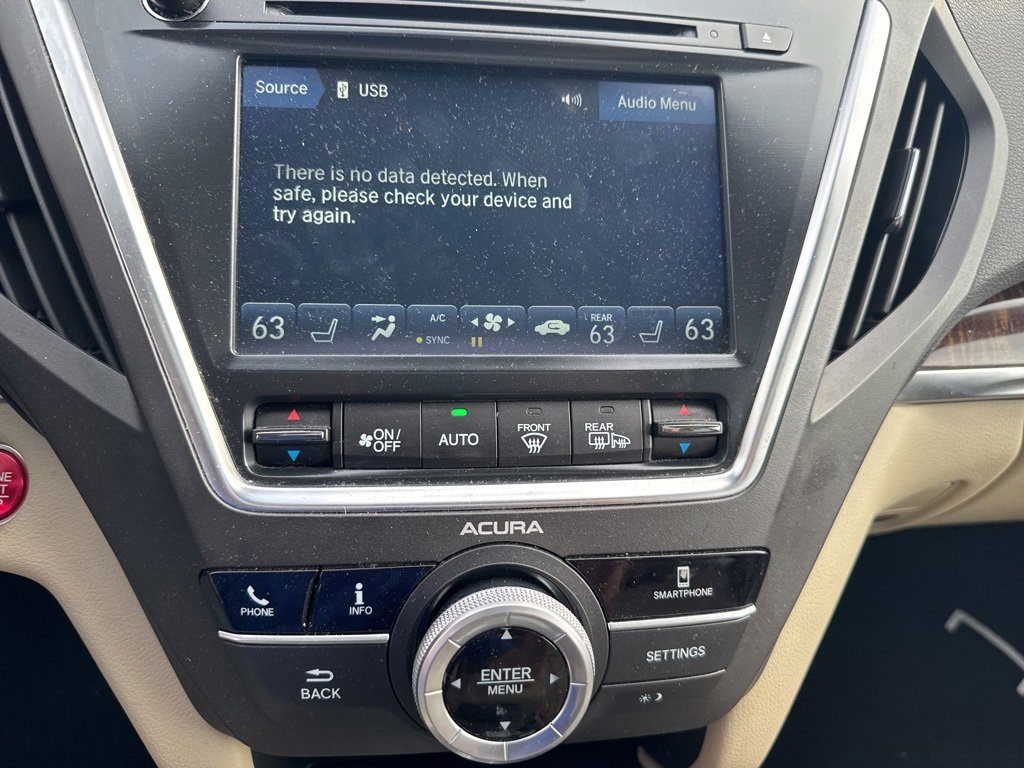 Source
USB
Audio Menu
There is no data detected. When
safe, please check your device and
try again.
63
A/C
SYNC
REAR
63
63
ON/
OFF
AUTO
FRONT
REAR
ACURA
PHONE
INFO
SMARTPHONE
BACK
ENTER
MENU
SETTINGS